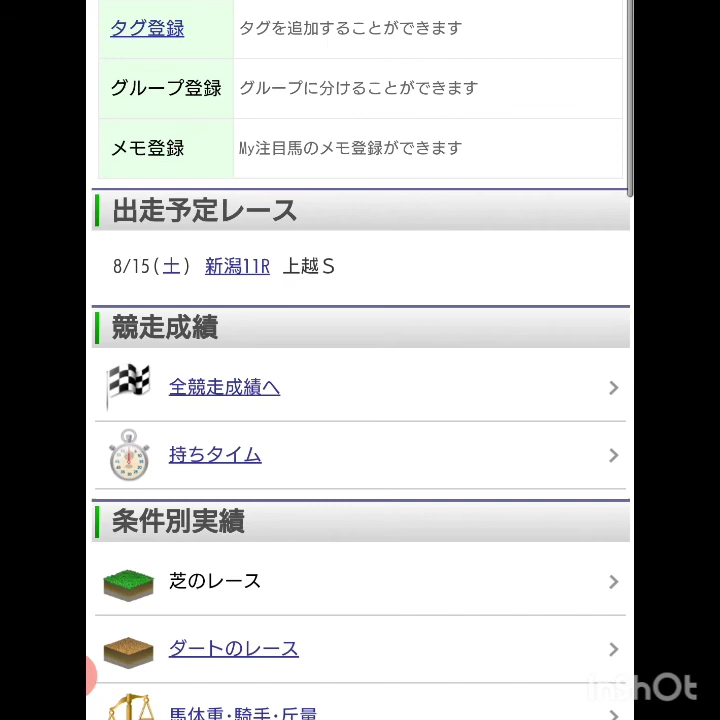 タグ登録 タグを追加することができます
グループ登録 グループに分けることができます
メモ登録 My注目馬のメモ登録ができます
出走予定レース
8/15(土) 新潟11R 上越S
競走成績
全競走成績へ
持ちタイム
条件別実績
芝のレース
ダートのレース
馬体重・騎手・斤量
InShOt